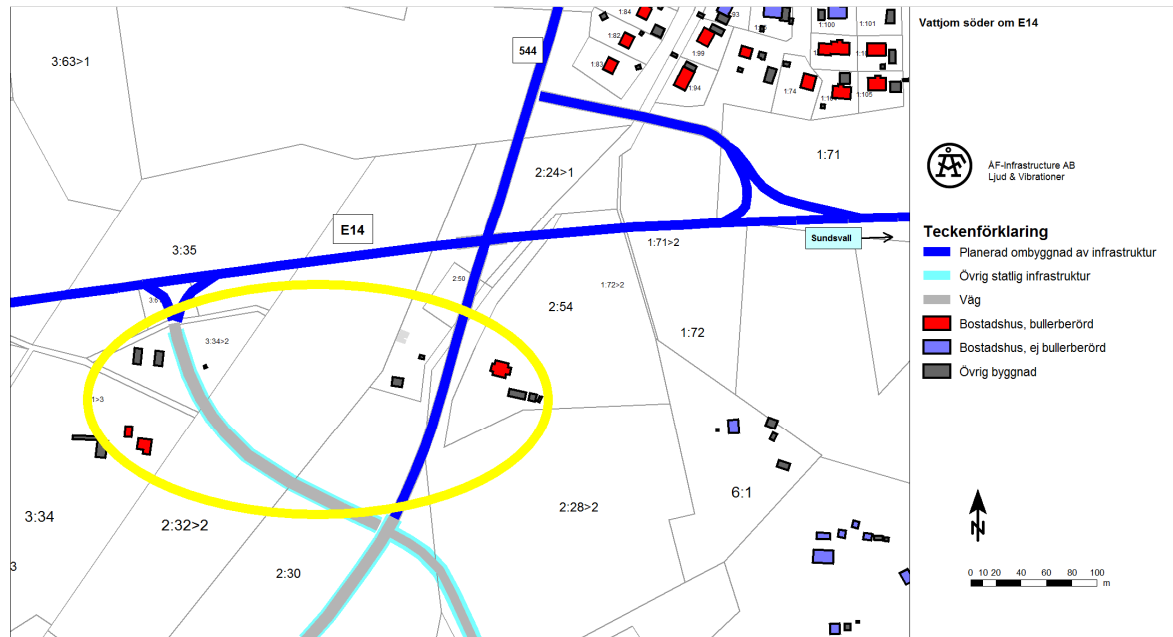 Vattjom söder om E14
ÅF-Infrastructure AB
Ljud & Vibrationer
Teckenförklaring
Planerad ombyggnad av infrastruktur
Övrig statlig infrastruktur
Väg
Bostadshus, bullerberörd
Bostadshus, ej bullerberörd
Övrig byggnad
N
0 10 20 40 60 80 100
m
1:84
1:82
1:83
544
1:99
1:94
1:74
1:100
1:101
1:105
3:63>1
2:24>1
1:71
E14
3:35
1:71>2
Sundsvall
2:50
1:72>2
2:54
1:72
3:34>2
1>3
6:1
3:34
2:32>2
2:28>2
2:30
3